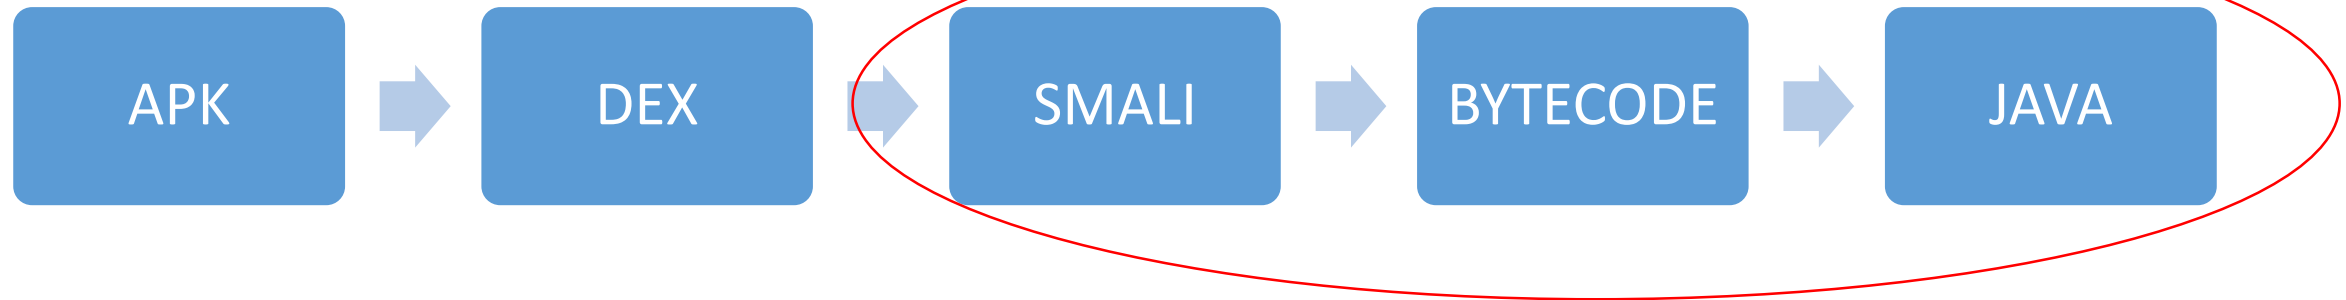 APK
DEX
SMALI
BYTECODE
JAVA